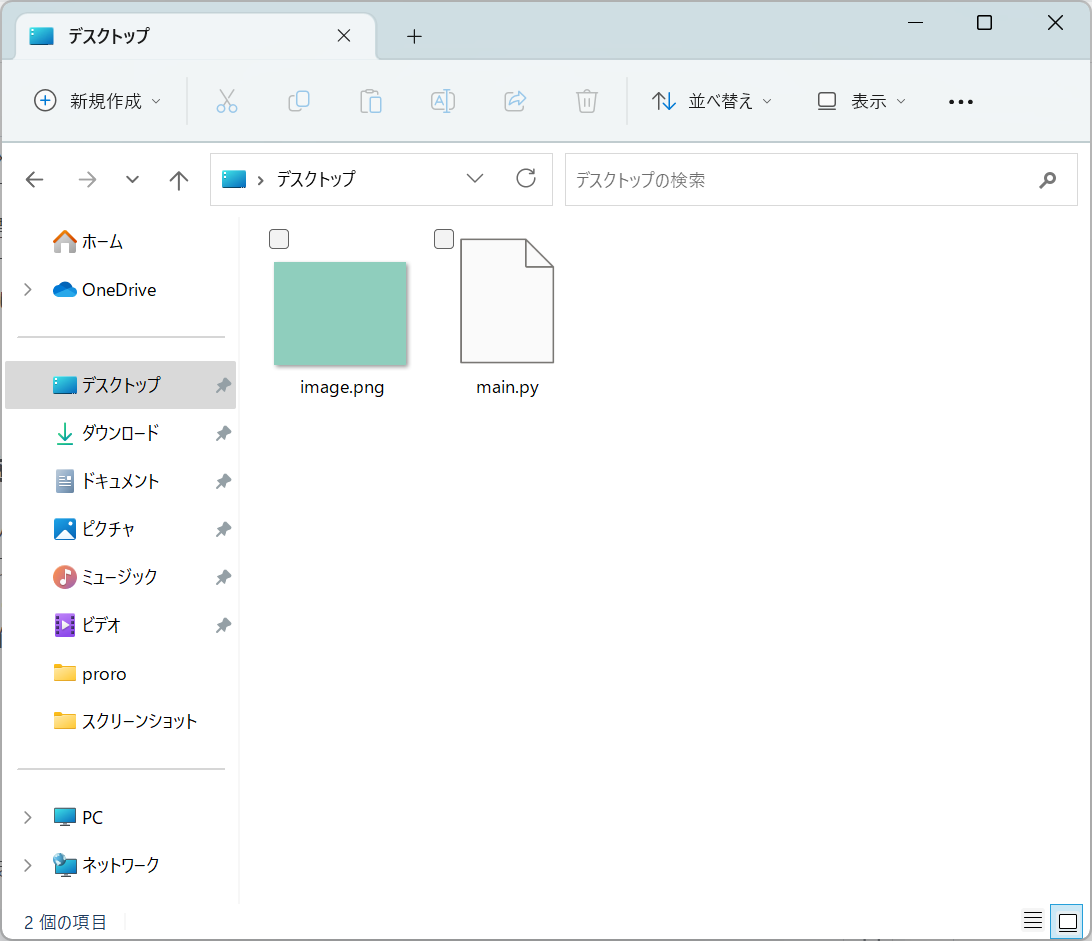 デスクトップ
新規作成
並べ替え
表示
デスクトップ
デスクトップの検索
ホーム
OneDrive
デスクトップ
ダウンロード
ドキュメント
ピクチャ
ミュージック
ビデオ
proro
スクリーンショット
PC
ネットワーク
image.png
main.py
2 個の項目